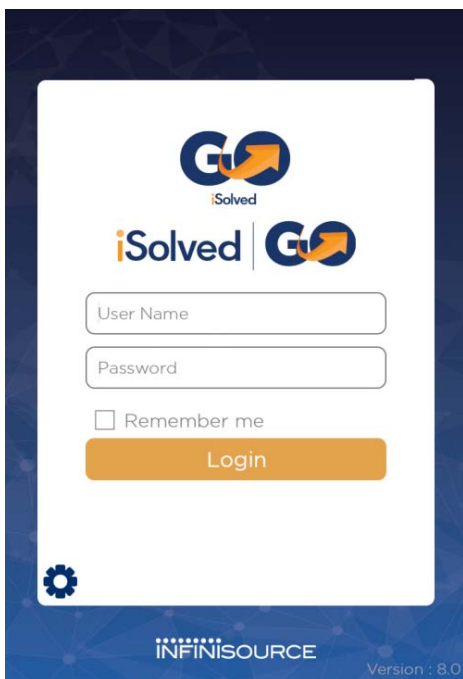 GO
iSolved
iSolved GO
User Name
Password
Remember me
Login
INFINISOURCE
Version : 8.0